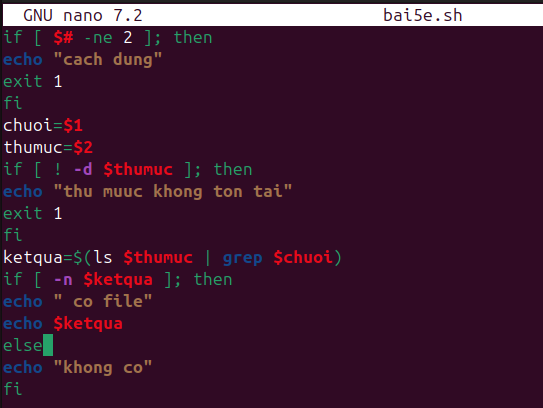 GNU nano 7.2 bai5e.sh
if [ $# -ne 2 ]; then
echo "cach dung"
exit 1
fi
chuoi=$1
thumuc=$2
if [ ! -d $thumuc ]; then
echo "thu muuc khong ton tai"
exit 1
fi
ketqua=$(ls $thumuc | grep $chuoi)
if [ -n $ketqua ]; then
echo " co file"
echo $ketqua
else
echo "khong co"
fi